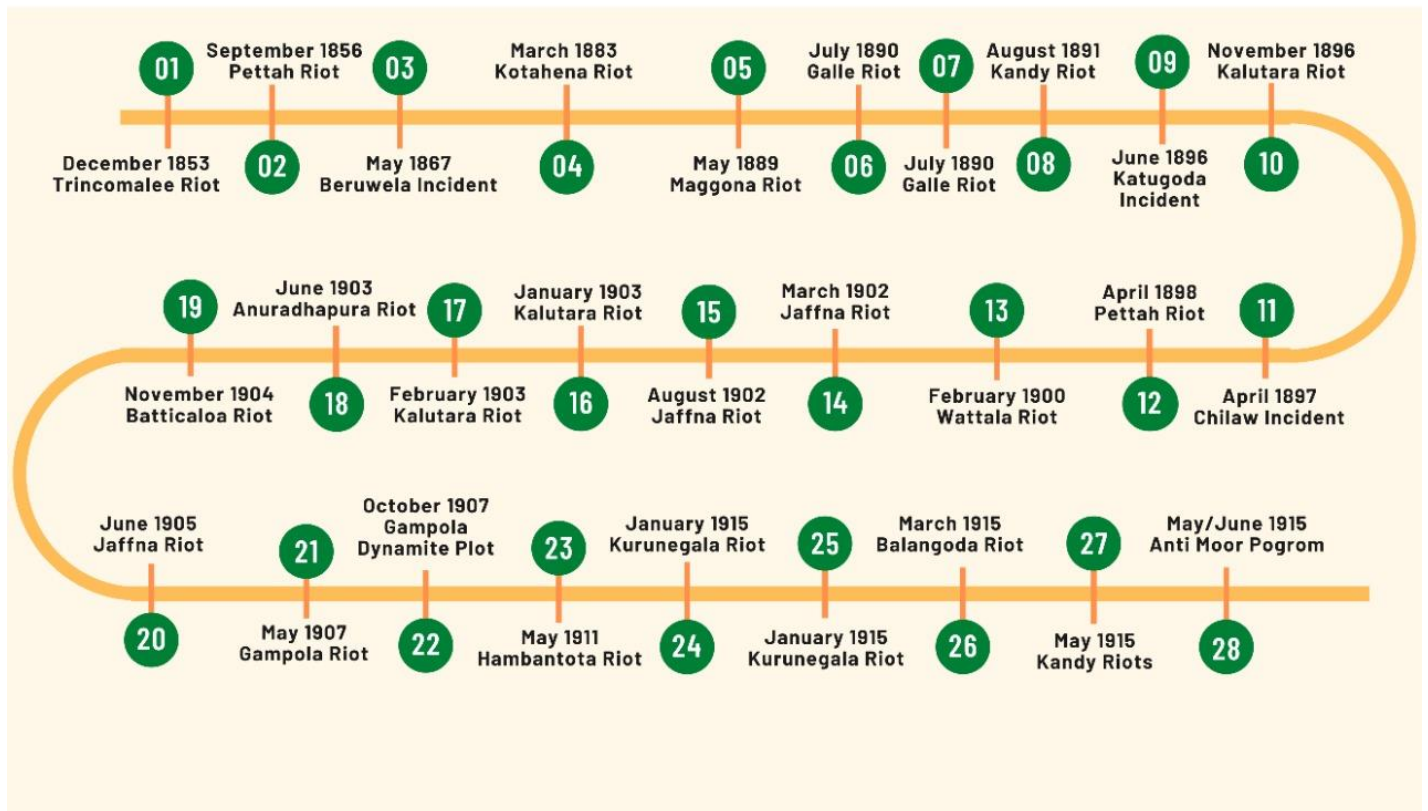 01
December 1853
Trincomalee Riot
September 1856
Pettah Riot
02
03
May 1867
Beruwela Incident
March 1883
Kotahena Riot
04
05
May 1889
Maggona Riot
July 1890
Galle Riot
06
07
July 1890
Galle Riot
August 1891
Kandy Riot
08
09
June 1896
Katugoda
Incident
November 1896
Kalutara Riot
10
11
April 1897
Chilaw Incident
April 1898
Pettah Riot
12
13
February 1900
Wattala Riot
March 1902
Jaffna Riot
14
15
August 1902
Jaffna Riot
January 1903
Kalutara Riot
16
17
February 1903
Kalutara Riot
June 1903
Anuradhapura Riot
18
19
November 1904
Batticaloa Riot
June 1905
Jaffna Riot
20
21
May 1907
Gampola Riot
October 1907
Gampola
Dynamite Plot
22
23
May 1911
Hambantota Riot
January 1915
Kurunegala Riot
24
25
January 1915
Kurunegala Riot
March 1915
Balangoda Riot
26
27
May 1915
Kandy Riots
May/June 1915
Anti Moor Pogrom
28